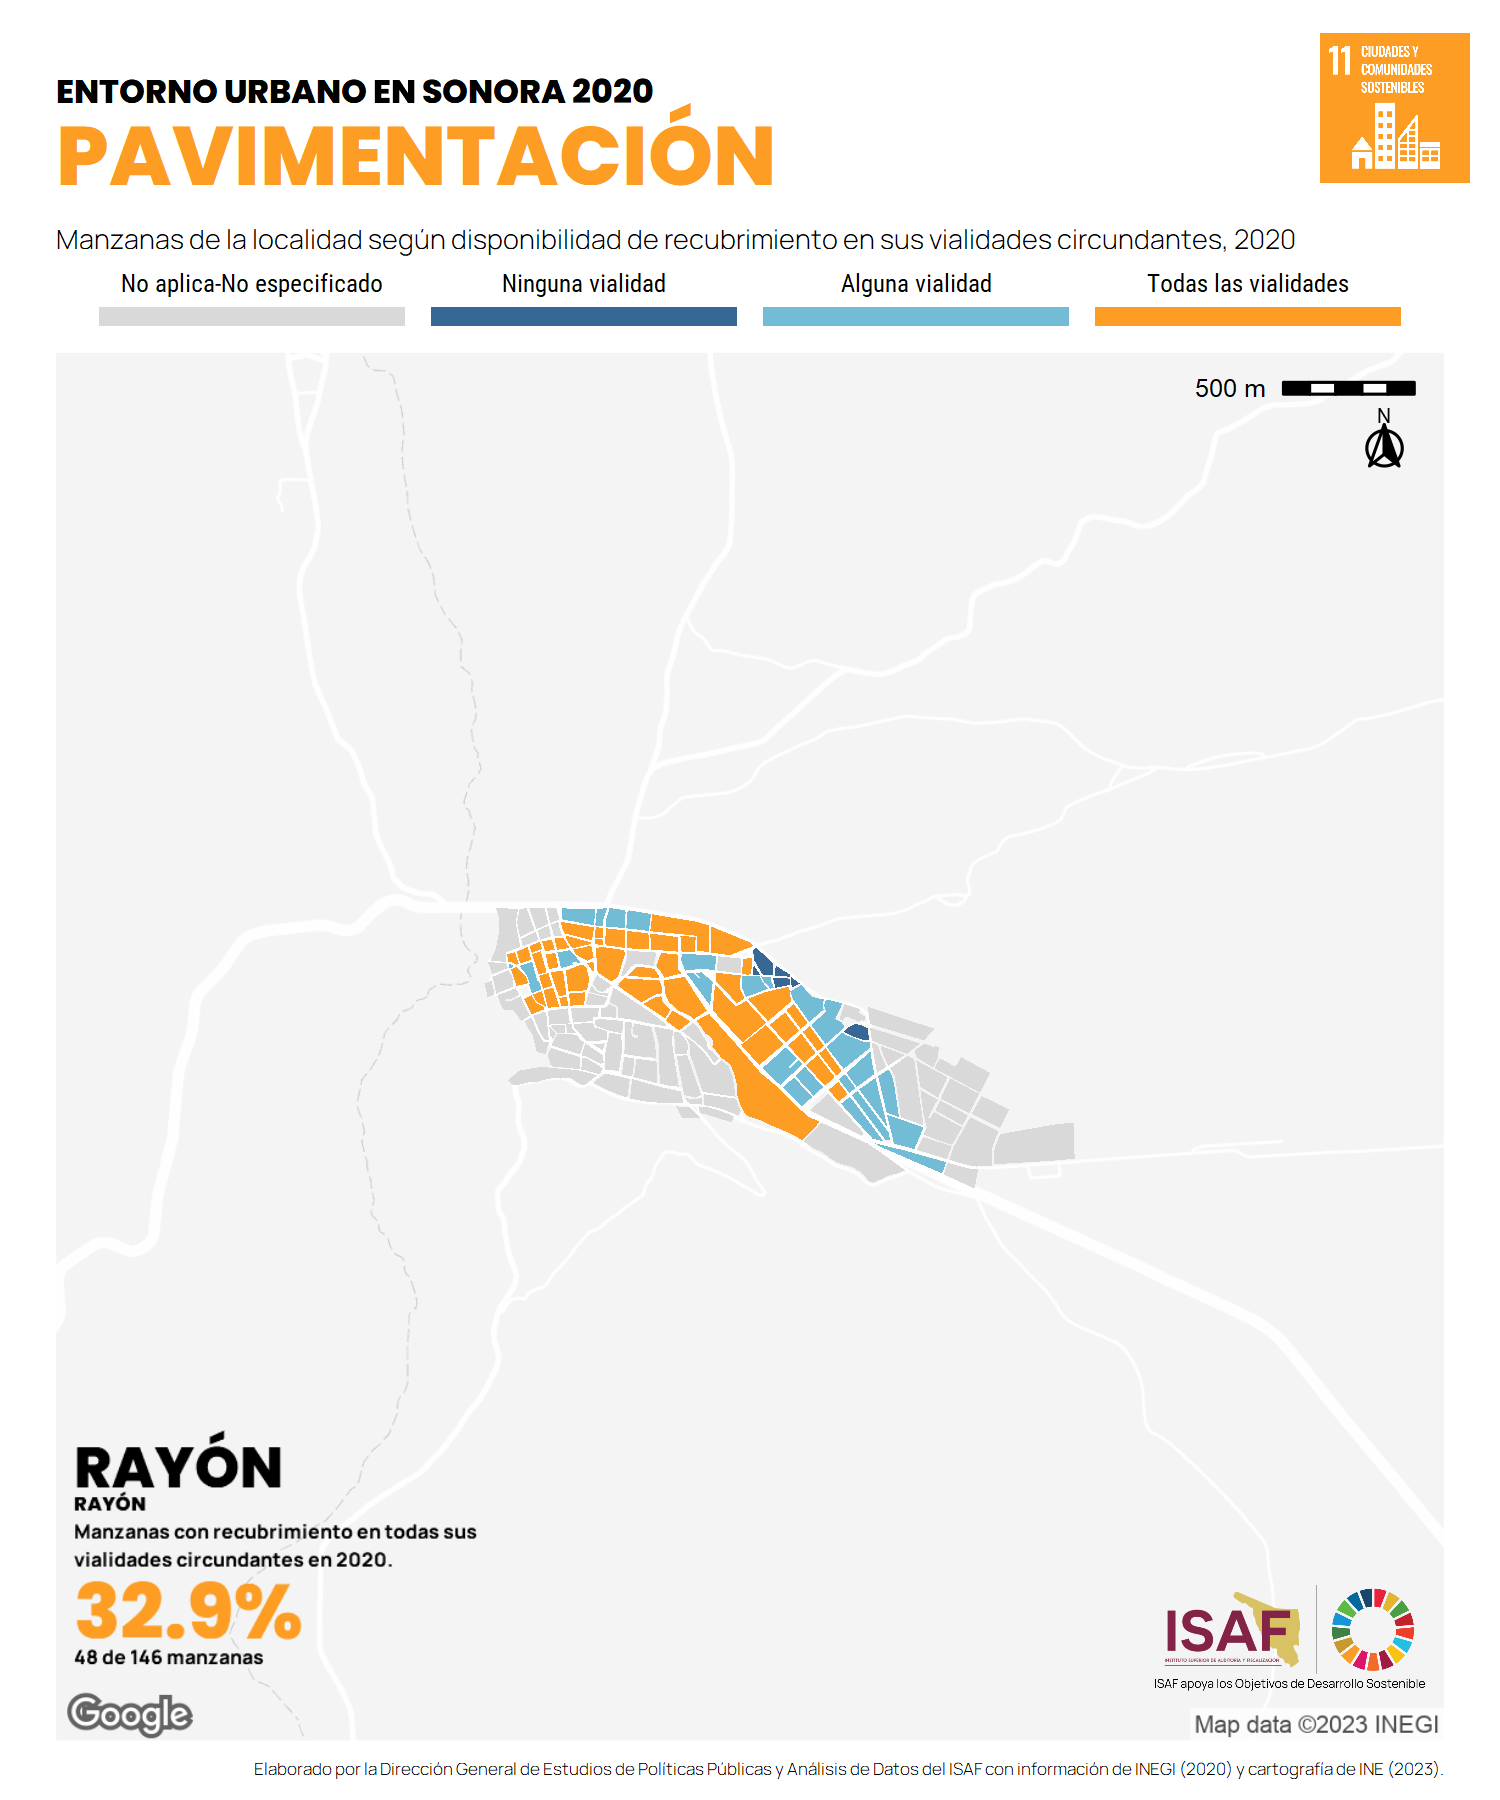 11 CIUDADES Y
COMUNIDADES
SOSTENIBLES
ENTORNO URBANO EN SONORA 2020
PAVIMENTACIÓN
Manzanas de la localidad según disponibilidad de recubrimiento en sus vialidades circundantes, 2020
No aplica-No especificado
Ninguna vialidad
Alguna vialidad
Todas las vialidades
500 m
N
RAYÓN
RAYÓN
Manzanas con recubrimiento en todas sus
vialidades circundantes en 2020.
32.9%
48 de 146 manzanas
Google
ISAF
INSTITUTO SUPERIOR DE AUDITORÍA Y FISCALIZACIÓN
ISAF apoya los Objetivos de Desarrollo Sostenible
Map data ©2023 INEGI
Elaborado por la Dirección General de Estudios de Políticas Públicas y Análisis de Datos del ISAF con información de INEGI (2020) y cartografía de INE (2023).